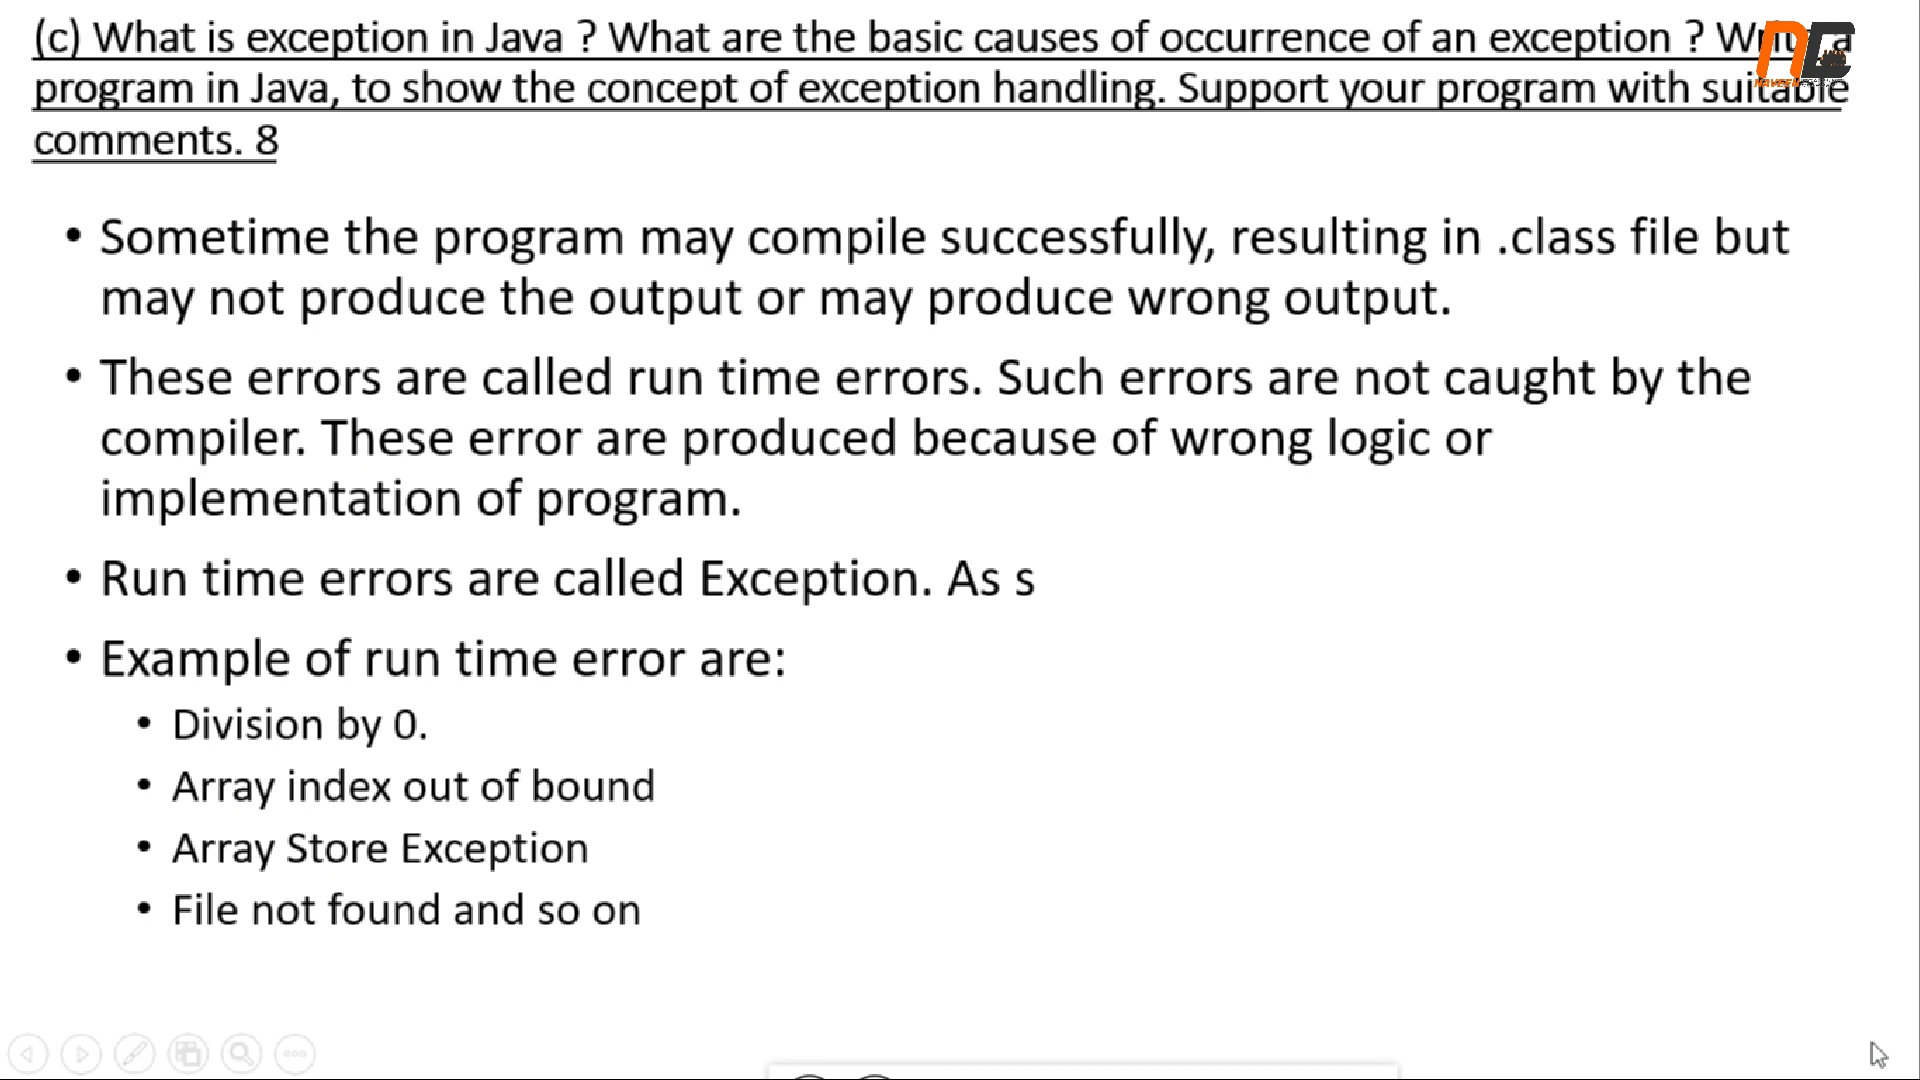 (c) What is exception in Java ? What are the basic causes of occurrence of an exception ? Write a
program in Java, to show the concept of exception handling. Support your program with suitable
comments. 8
• Sometime the program may compile successfully, resulting in .class file but
may not produce the output or may produce wrong output.
• These errors are called run time errors. Such errors are not caught by the
compiler. These error are produced because of wrong logic or
implementation of program.
• Run time errors are called Exception. As s
• Example of run time error are:
• Division by 0.
• Array index out of bound
• Array Store Exception
• File not found and so on